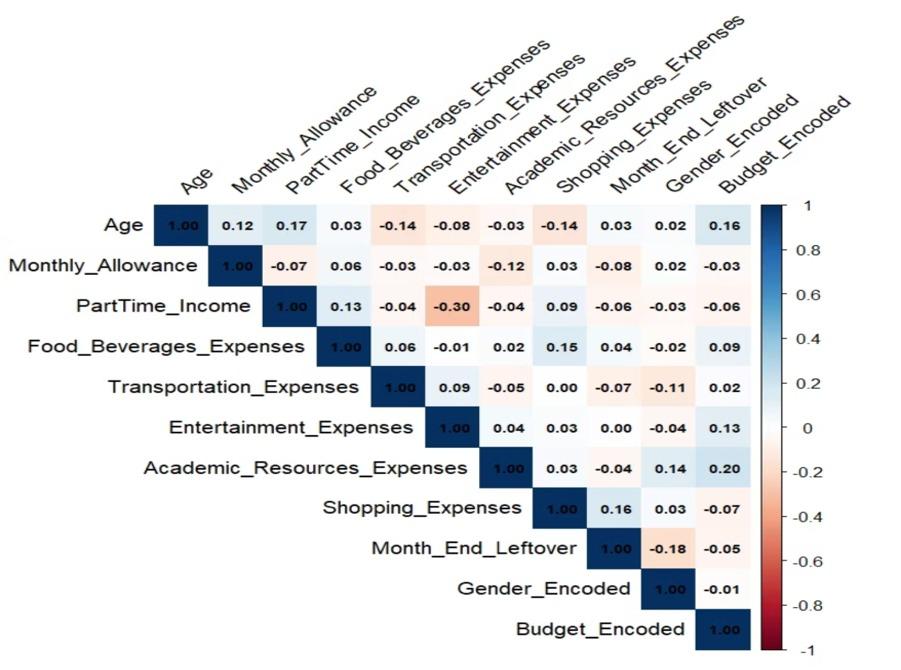 Age
Monthly_Allowance
PartTime_Income
Food_Beverages_Expenses
Transportation_Expenses
Entertainment_Expenses
Academic_Resources_Expenses
Shopping_Expenses
Month_End_Leftover
Gender_Encoded
Budget_Encoded
Age 1.00 0.12 0.17 0.03 -0.14 -0.08 -0.03 -0.14 0.03 0.02 0.16
Monthly_Allowance 1.00 -0.07 0.06 -0.03 -0.03 -0.12 0.03 -0.08 0.02 -0.03
PartTime_Income 1.00 0.13 -0.04 -0.30 -0.04 0.09 -0.06 -0.03 -0.06
Food_Beverages_Expenses 1.00 0.06 -0.01 0.02 0.15 0.04 -0.02 0.09
Transportation_Expenses 1.00 0.09 -0.05 0.00 -0.07 -0.11 0.02
Entertainment_Expenses 1.00 0.04 0.03 0.00 -0.04 0.13
Academic_Resources_Expenses 1.00 0.03 -0.04 0.14 0.20
Shopping_Expenses 1.00 0.16 0.03 -0.07
Month_End_Leftover 1.00 -0.18 -0.05
Gender_Encoded 1.00 -0.01
Budget_Encoded 1.00
1
0.8
0.6
0.4
0.2
0
-0.2
-0.4
-0.6
-0.8
-1